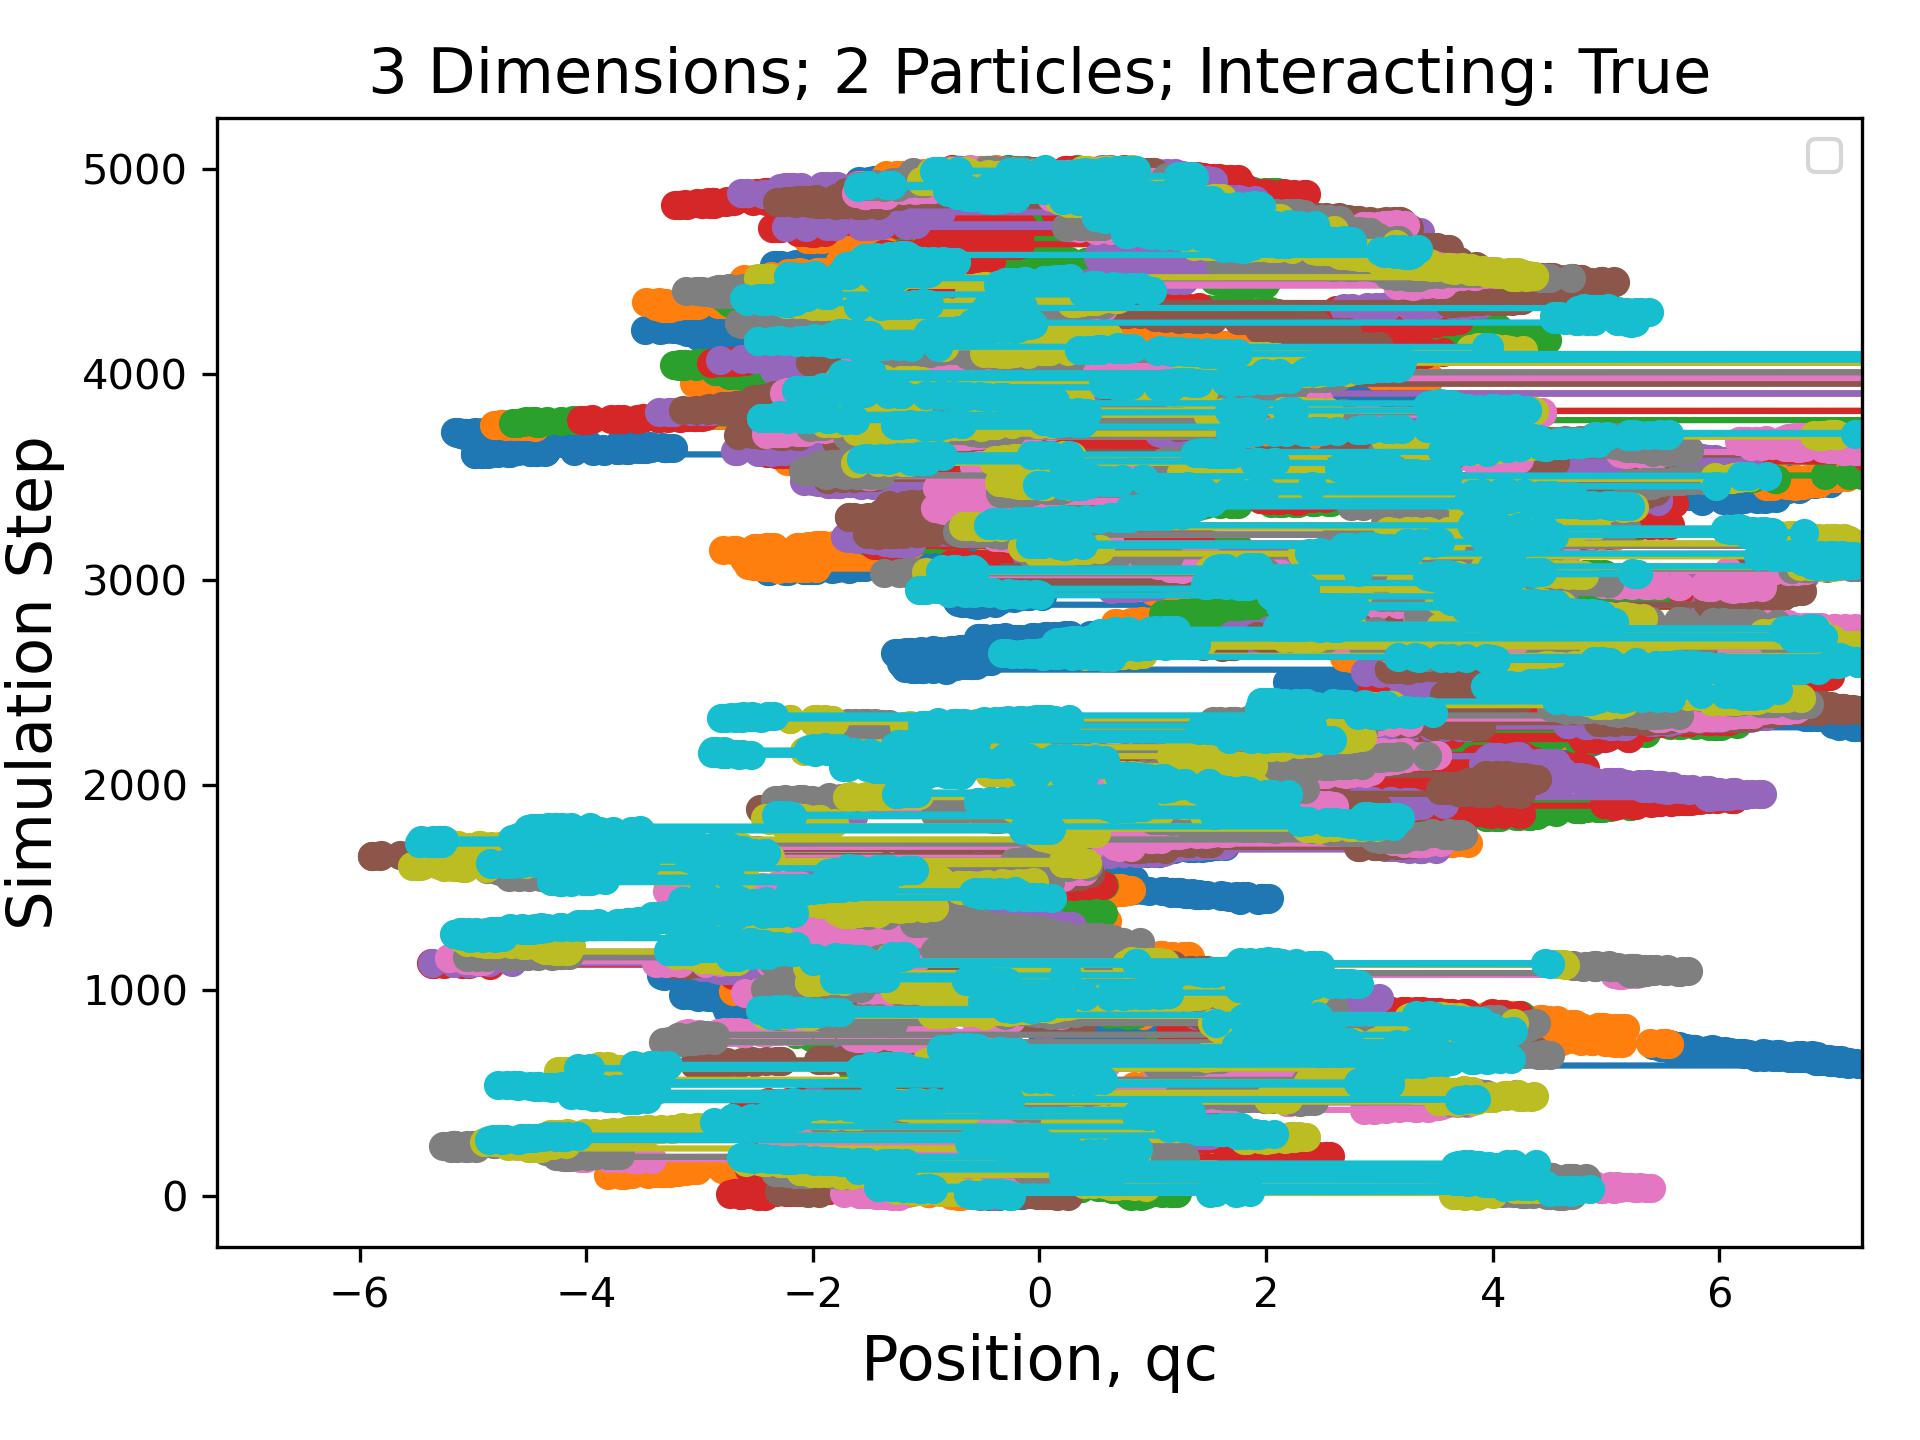 3 Dimensions; 2 Particles; Interacting: True
Simulation Step
5000
4000
3000
2000
1000
0
−6 −4 −2 0 2 4 6
Position, qc